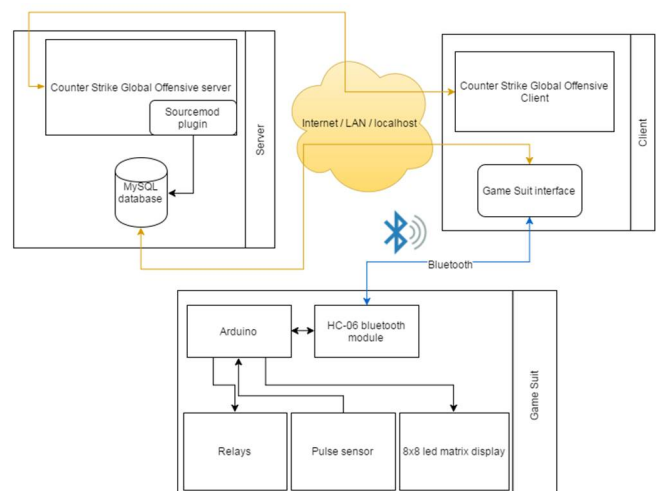 Counter Strike Global Offensive server
Sourcemod
plugin
MySQL
database
Server
Internet / LAN / localhost
Counter Strike Global Offensive
Client
Game Suit interface
Client
Bluetooth
Arduino
HC-06 bluetooth
module
Relays
Pulse sensor
8x8 led matrix display
Game Suit